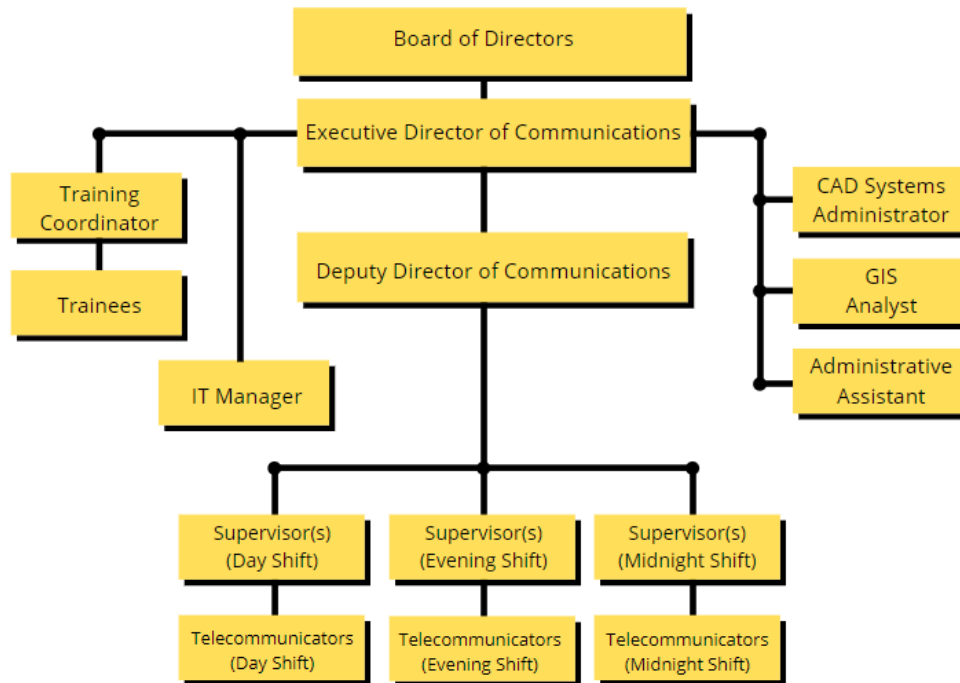 Board of Directors
Executive Director of Communications
Training
Coordinator
CAD Systems
Administrator
Deputy Director of Communications
Trainees
GIS
Analyst
IT Manager
Administrative
Assistant
Supervisor(s)
(Day Shift)
Supervisor(s)
(Evening Shift)
Supervisor(s)
(Midnight Shift)
Telecommunicators
(Day Shift)
Telecommunicators
(Evening Shift)
Telecommunicators
(Midnight Shift)